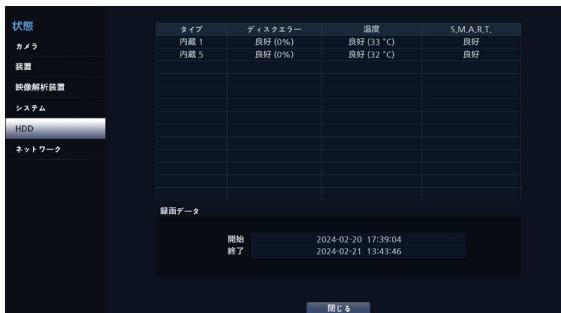 状態
カメラ
装置
映像解析装置
システム
HDD
ネットワーク
タイプ ディスクエラー 温度 S.M.A.R.T.
内蔵 1 良好 (0%) 良好 (33 °C) 良好
内蔵 5 良好 (0%) 良好 (32 °C) 良好
録画データ
開始 2024-02-20 17:39:04
終了 2024-02-21 13:43:46
閉じる